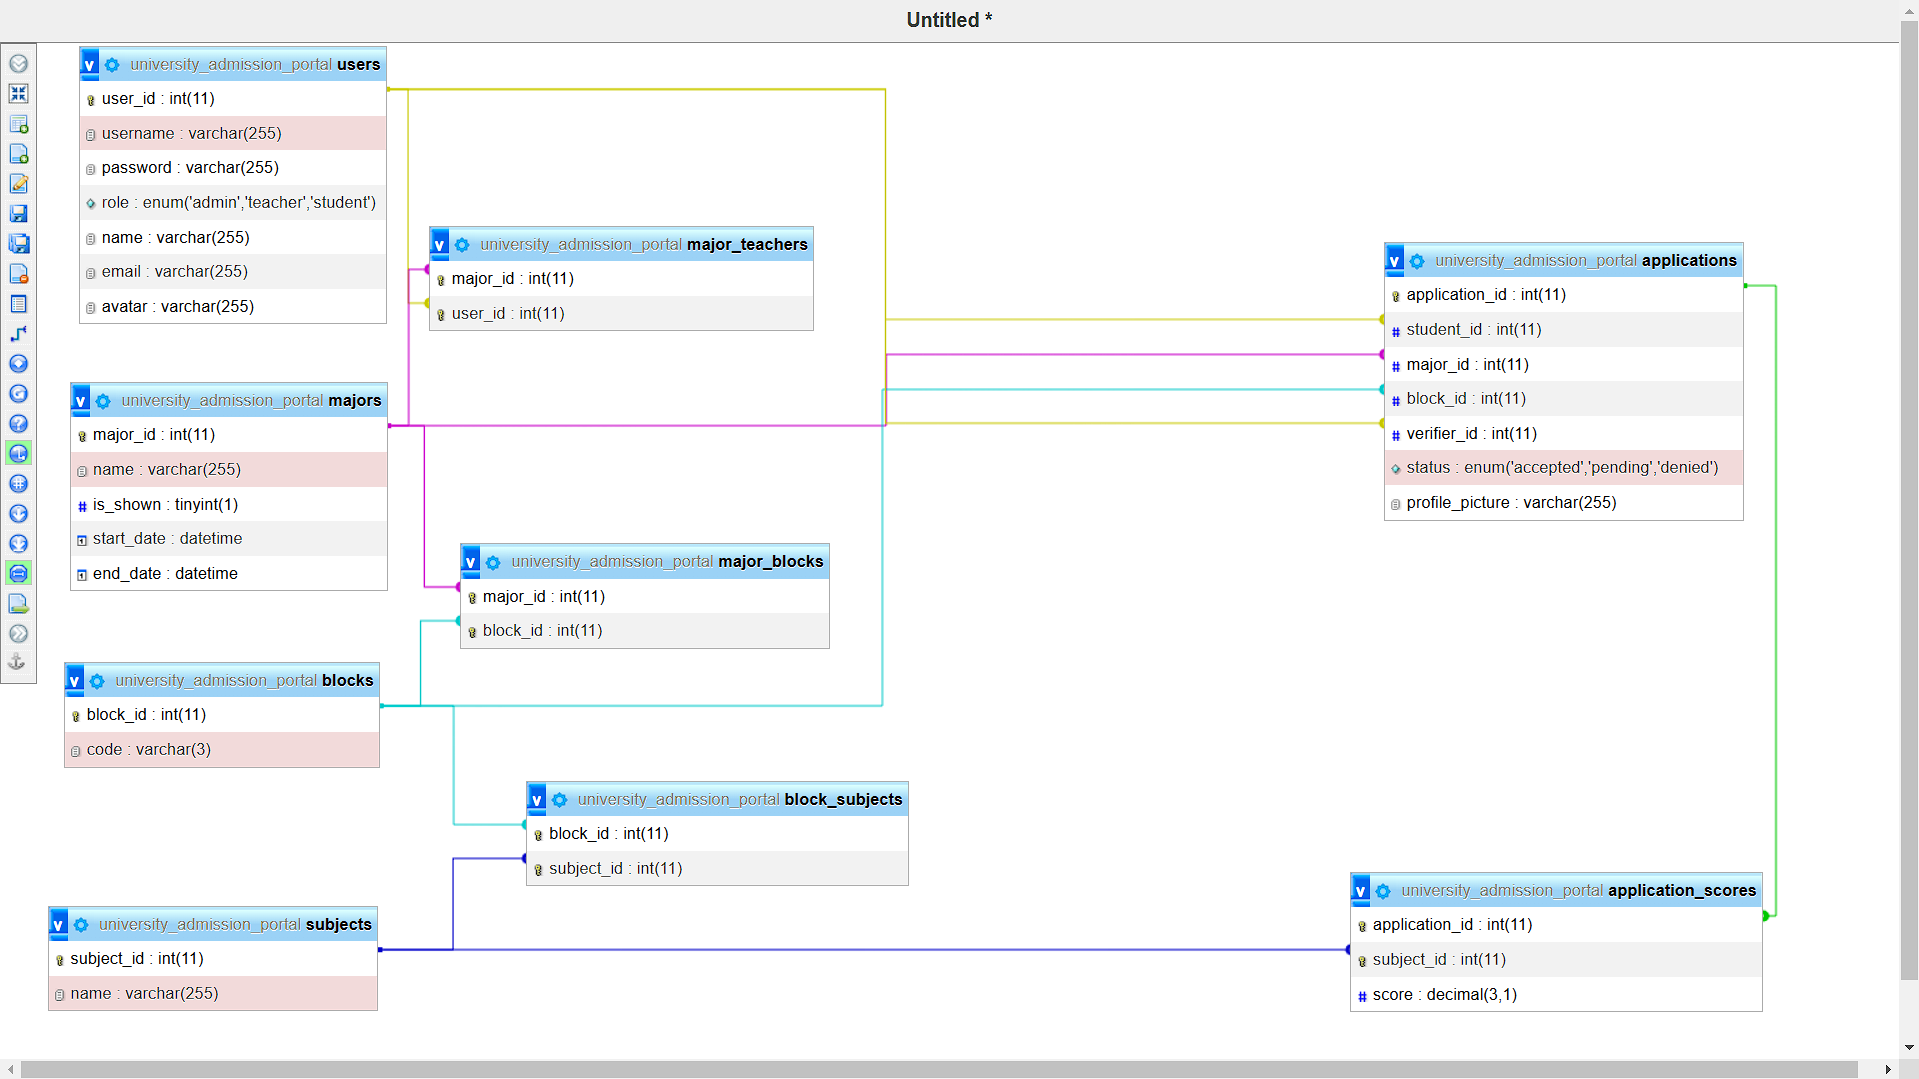 Untitled *
v university_admission_portal users
user_id : int(11)
username : varchar(255)
password : varchar(255)
role : enum('admin','teacher','student')
name : varchar(255)
email : varchar(255)
avatar : varchar(255)
v university_admission_portal major_teachers
major_id : int(11)
user_id : int(11)
v university_admission_portal applications
application_id : int(11)
# student_id : int(11)
# major_id : int(11)
# block_id : int(11)
# verifier_id : int(11)
status : enum('accepted','pending','denied')
profile_picture : varchar(255)
v university_admission_portal majors
major_id : int(11)
name : varchar(255)
# is_shown : tinyint(1)
start_date : datetime
end_date : datetime
v university_admission_portal major_blocks
major_id : int(11)
block_id : int(11)
v university_admission_portal blocks
block_id : int(11)
code : varchar(3)
v university_admission_portal block_subjects
block_id : int(11)
subject_id : int(11)
v university_admission_portal subjects
subject_id : int(11)
name : varchar(255)
v university_admission_portal application_scores
application_id : int(11)
subject_id : int(11)
# score : decimal(3,1)